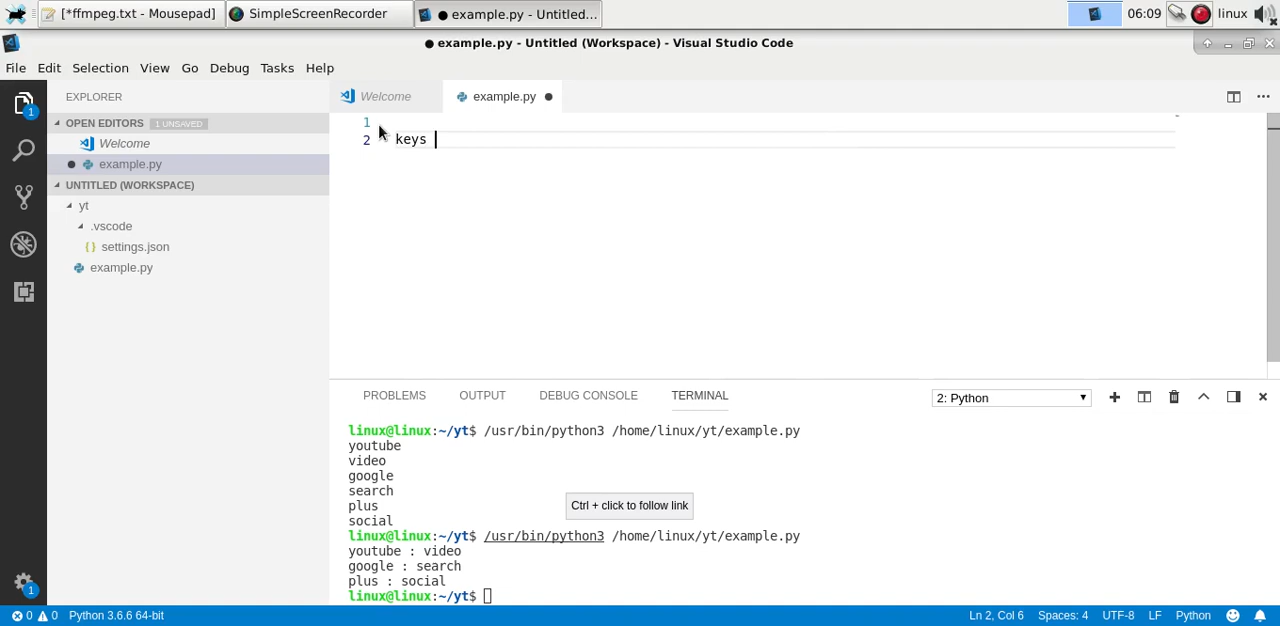 [*ffmpeg.txt - Mousepad]
SimpleScreenRecorder
● example.py - Untitled...
06:09
linux
● example.py - Untitled (Workspace) - Visual Studio Code
File Edit Selection View Go Debug Tasks Help
EXPLORER
Welcome
example.py ●
1
OPEN EDITORS 1 UNSAVED
Welcome
● example.py
UNTITLED (WORKSPACE)
yt
.vscode
{} settings.json
example.py
1
2 keys
PROBLEMS OUTPUT DEBUG CONSOLE TERMINAL
2: Python
linux@linux:~/yt$ /usr/bin/python3 /home/linux/yt/example.py
youtube
video
google
search
plus
social
Ctrl + click to follow link
linux@linux:~/yt$ /usr/bin/python3 /home/linux/yt/example.py
youtube : video
google : search
plus : social
linux@linux:~/yt$
1
0 0 Python 3.6.6 64-bit
Ln 2, Col 6 Spaces: 4 UTF-8 LF Python